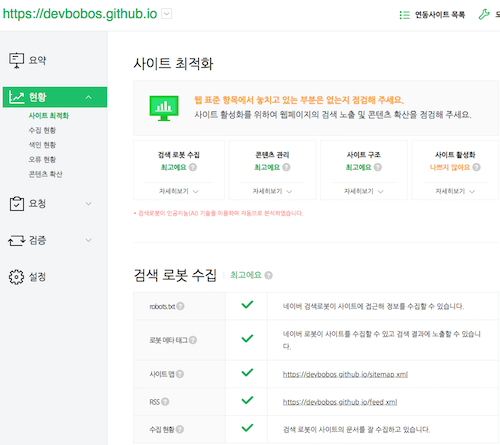 https://devbobos.github.io
연동사이트 목록
요약
현황
사이트 최적화
수집 현황
색인 현황
오류 현황
콘텐츠 확산
요청
검증
설정
사이트 최적화
웹 표준 항목에서 놓치고 있는 부분은 없는지 점검해 주세요.
사이트 활성화를 위하여 웹페이지의 검색 노출 및 콘텐츠 확산을 점검해 주세요.
검색 로봇 수집
최고에요 ?
자세히보기
콘텐츠 관리
최고에요 ?
자세히보기
사이트 구조
최고에요 ?
자세히보기
사이트 활성화
나쁘지 않아요 ?
자세히보기
* 검색로봇이 인공지능(AI) 기술을 이용하여 자동으로 분석하였습니다.
검색 로봇 수집 최고에요 ?
robots.txt ?
네이버 검색로봇이 사이트에 접근해 정보를 수집할 수 있습니다.
로봇 메타 태그 ?
네이버 로봇이 사이트를 수집할 수 있고 검색 결과에 노출할 수 있습니
다.
사이트 맵 ?
https://devbobos.github.io/sitemap.xml
RSS ?
https://devbobos.github.io/feed.xml
수집 현황 ?
검색 로봇이 사이트의 문서를 잘 수집하고 있습니다.